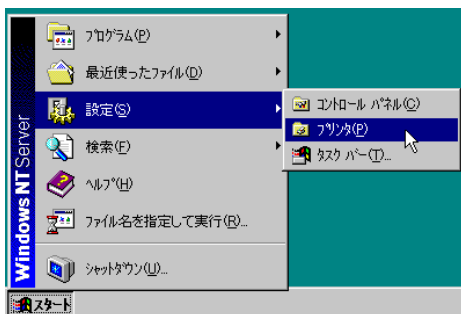 Windows NT Server
ﾌﾟﾛｸﾞﾗﾑ(P)
最近使ったﾌｧｲﾙ(D)
設定(S)
検索(F)
ﾍﾙﾌﾟ(H)
ﾌｧｲﾙ名を指定して実行(R)...
ｼｬｯﾄﾀﾞｳﾝ(U)...
ｺﾝﾄﾛｰﾙ ﾊﾟﾈﾙ(C)
ﾌﾟﾘﾝﾀ(P)
ﾀｽｸ ﾊﾞｰ(T)...
スタート